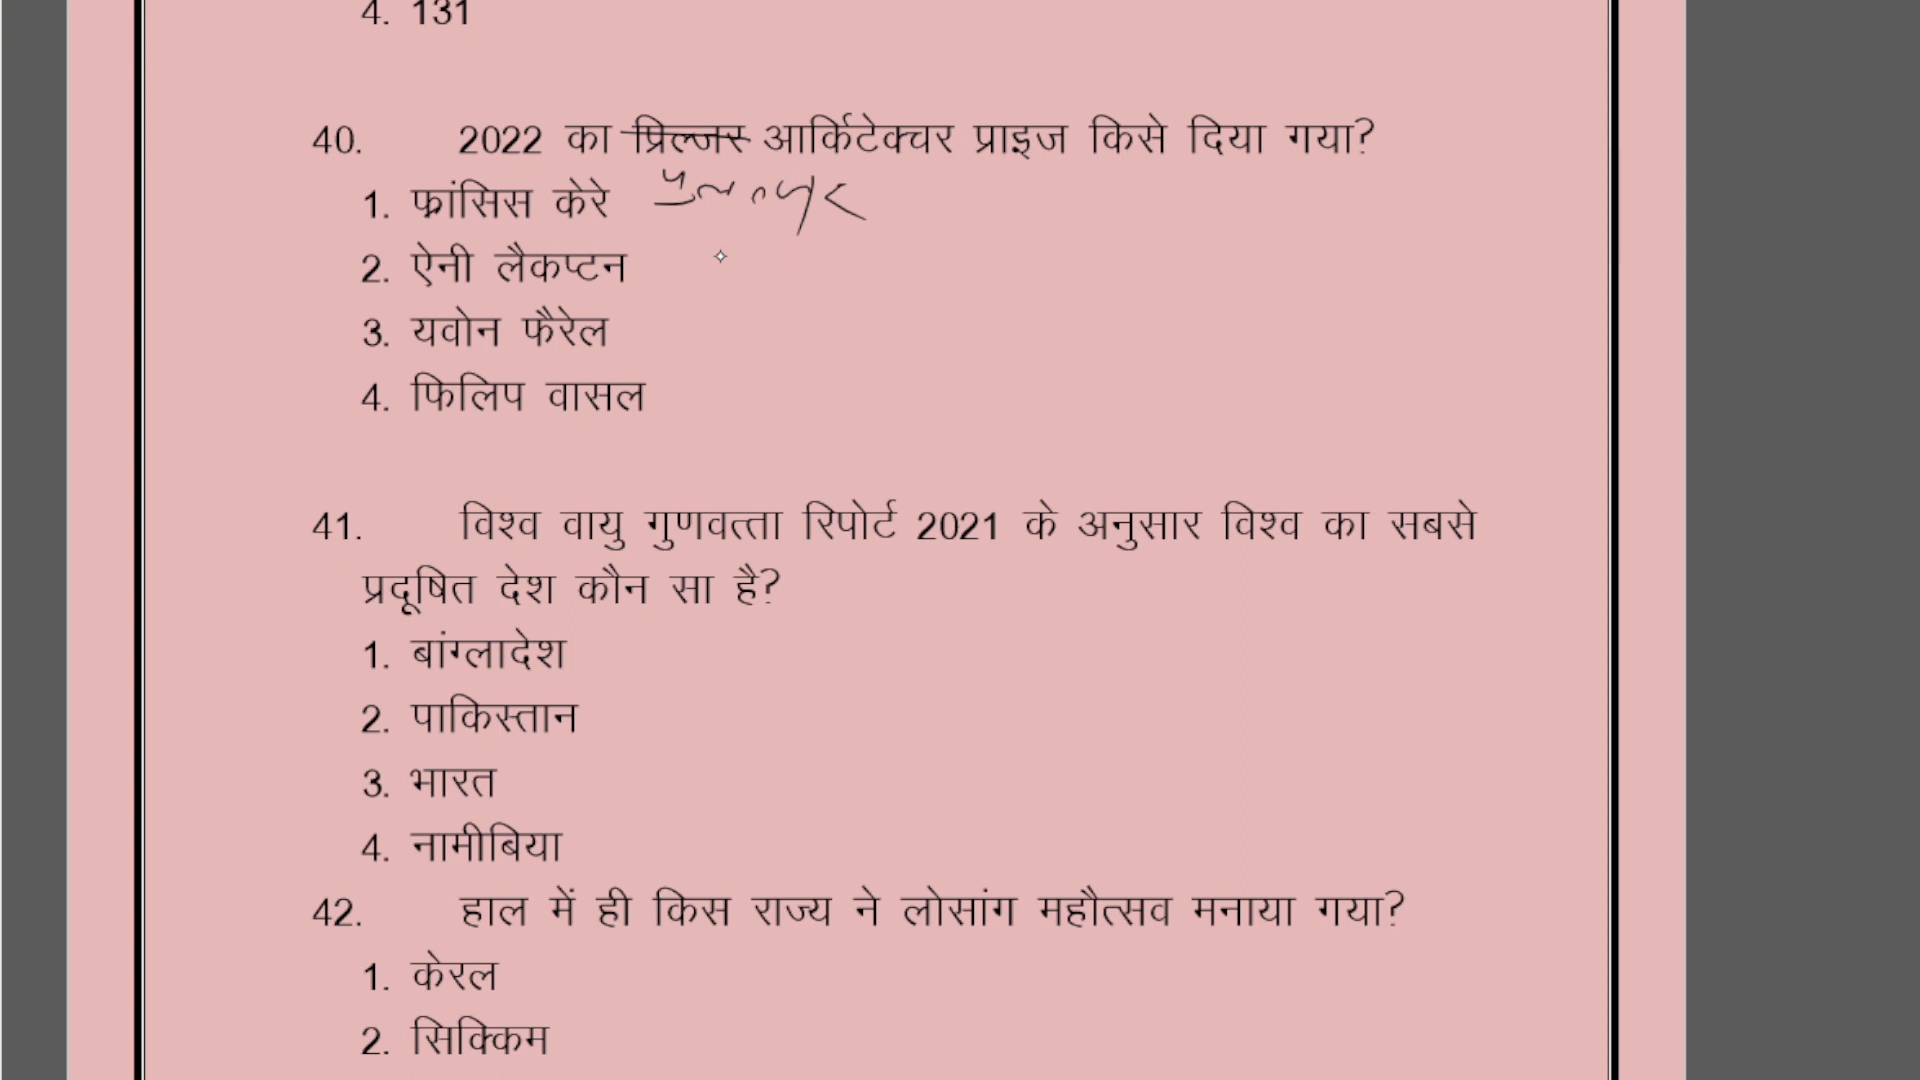 4. 131
40. 2022 का प्रिल्जर आर्किटेक्चर प्राइज किसे दिया गया?
1. फ्रांसिस केरे
2. ऐनी लैकप्टन
3. यवोन फैरेल
4. फिलिप वासल
41. विश्व वायु गुणवत्ता रिपोर्ट 2021 के अनुसार विश्व का सबसे
प्रदूषित देश कौन सा है?
1. बांग्लादेश
2. पाकिस्तान
3. भारत
4. नामीबिया
42. हाल में ही किस राज्य ने लोसांग महौत्सव मनाया गया?
1. केरल
2. सिक्किम